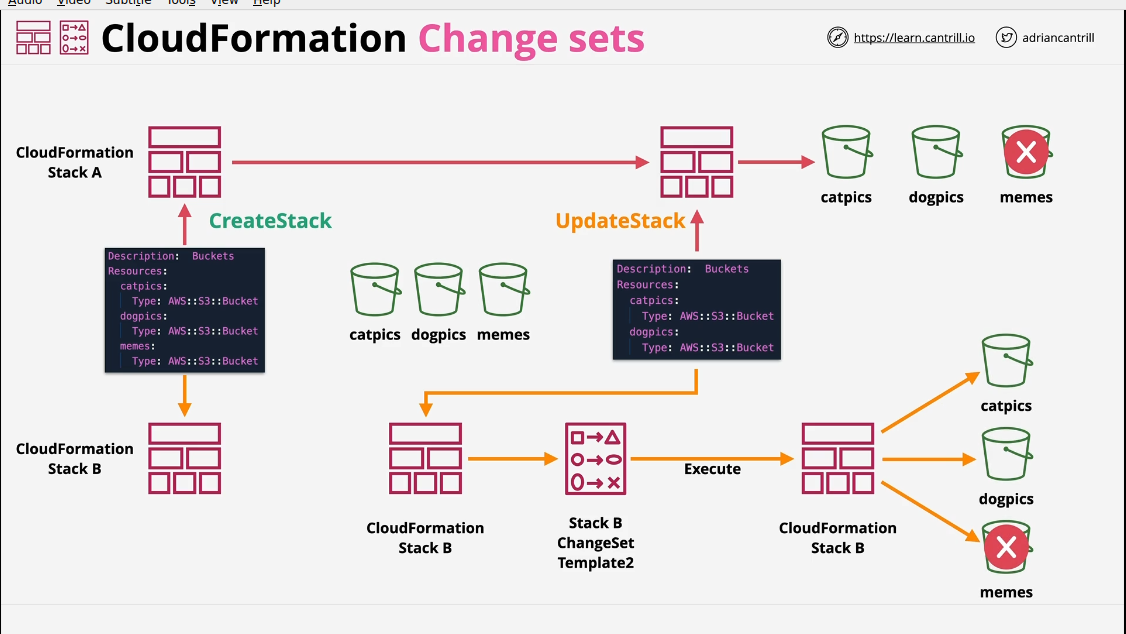 Audio Video Subtitle Tools View Help
CloudFormation Change sets
https://learn.cantrill.io
adriancantrill
CloudFormation
Stack A
catpics
dogpics
memes
CreateStack
UpdateStack
Description: Buckets
Resources:
catpics:
Type: AWS::S3::Bucket
dogpics:
Type: AWS::S3::Bucket
memes:
Type: AWS::S3::Bucket
catpics
dogpics
memes
Description: Buckets
Resources:
catpics:
Type: AWS::S3::Bucket
dogpics:
Type: AWS::S3::Bucket
catpics
CloudFormation
Stack B
Execute
dogpics
CloudFormation
Stack B
Stack B
ChangeSet
Template2
CloudFormation
Stack B
memes